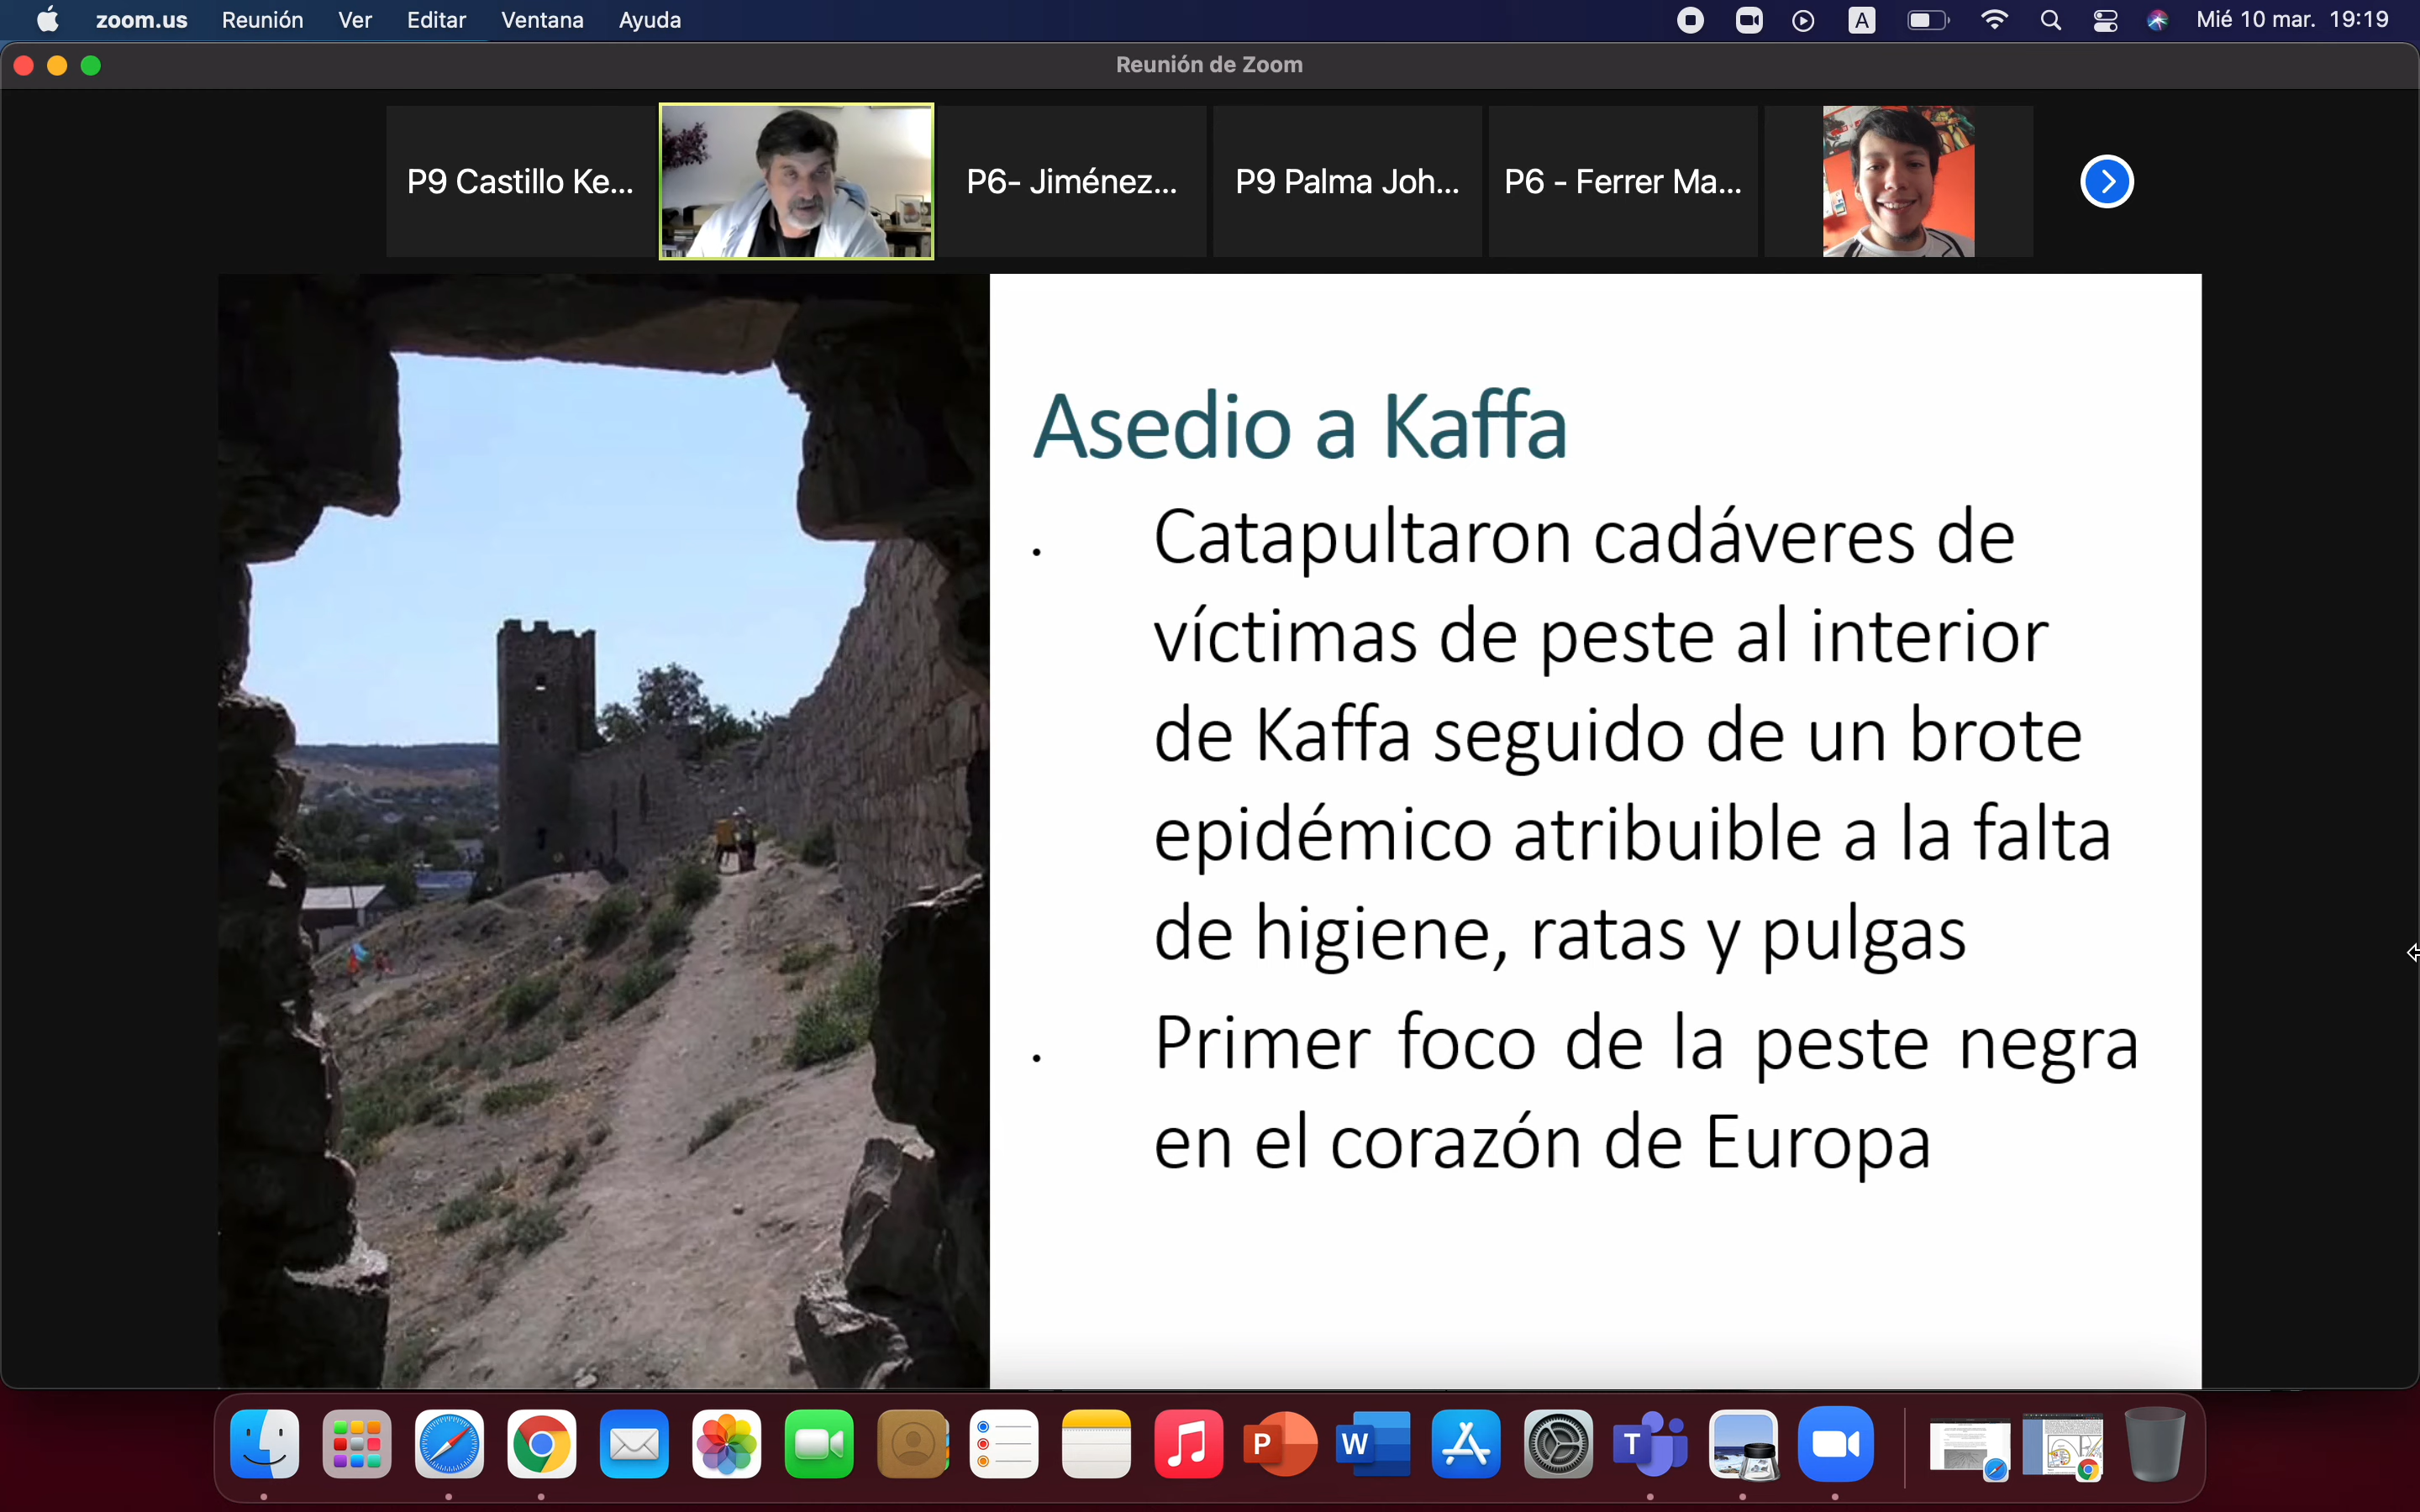 zoom.us Reunión Ver Editar Ventana Ayuda A Mié 10 mar. 19:19
Reunión de Zoom
P9 Castillo Ke... P6- Jiménez... P9 Palma Joh... P6 - Ferrer Ma...
Asedio a Kaffa
. Catapultaron cadáveres de
víctimas de peste al interior
de Kaffa seguido de un brote
epidémico atribuible a la falta
de higiene, ratas y pulgas
. Primer foco de la peste negra
en el corazón de Europa
P W T